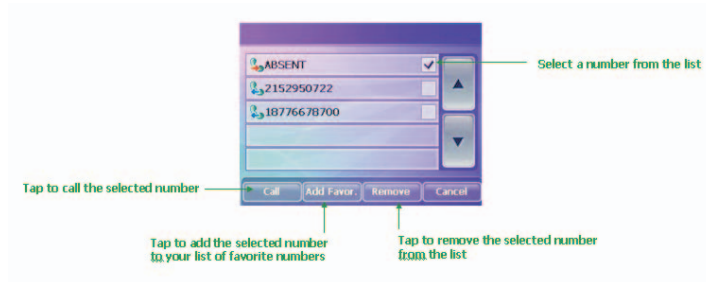 ABSENT
Select a number from the list
2152950722
18776678700
Tap to call the selected number
Call Add Favor. Remove Cancel
Tap to add the selected number
to your list of favorite numbers
Tap to remove the selected number
from the list